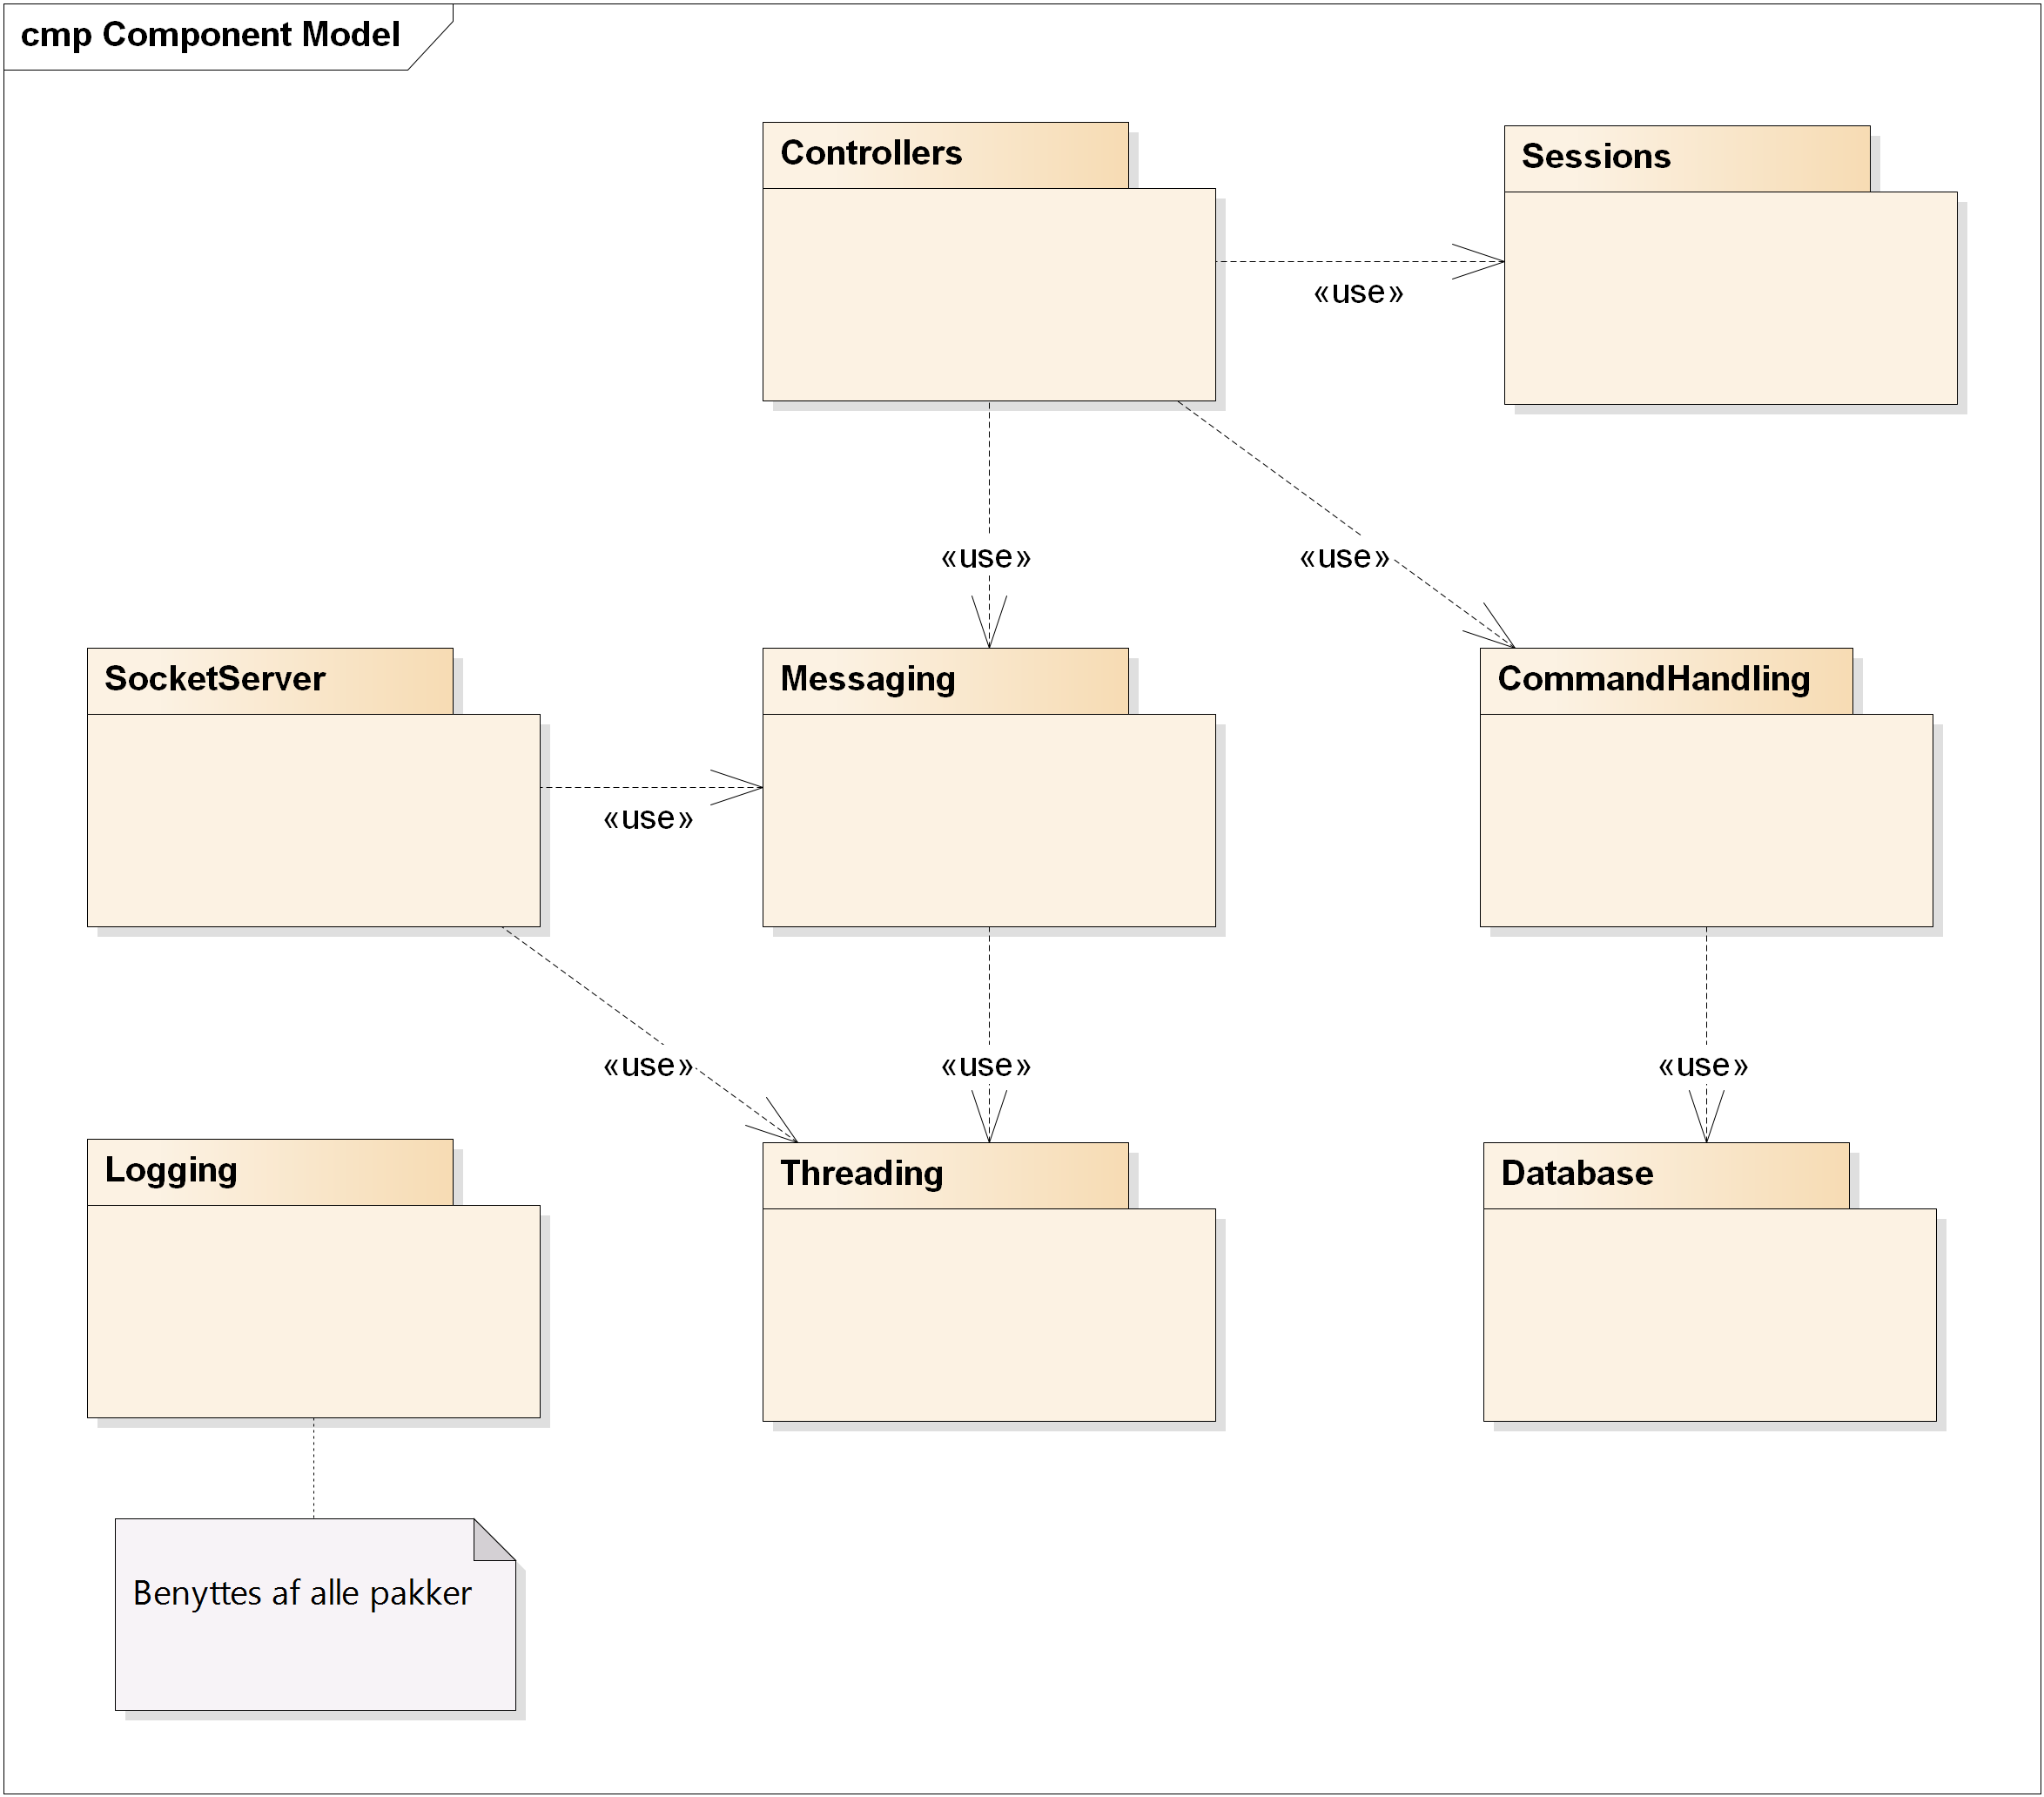 cmp Component Model
Controllers
Sessions
«use»
«use»
«use»
SocketServer
Messaging
CommandHandling
«use»
«use»
«use»
«use»
Logging
Threading
Database
Benyttes af alle pakker